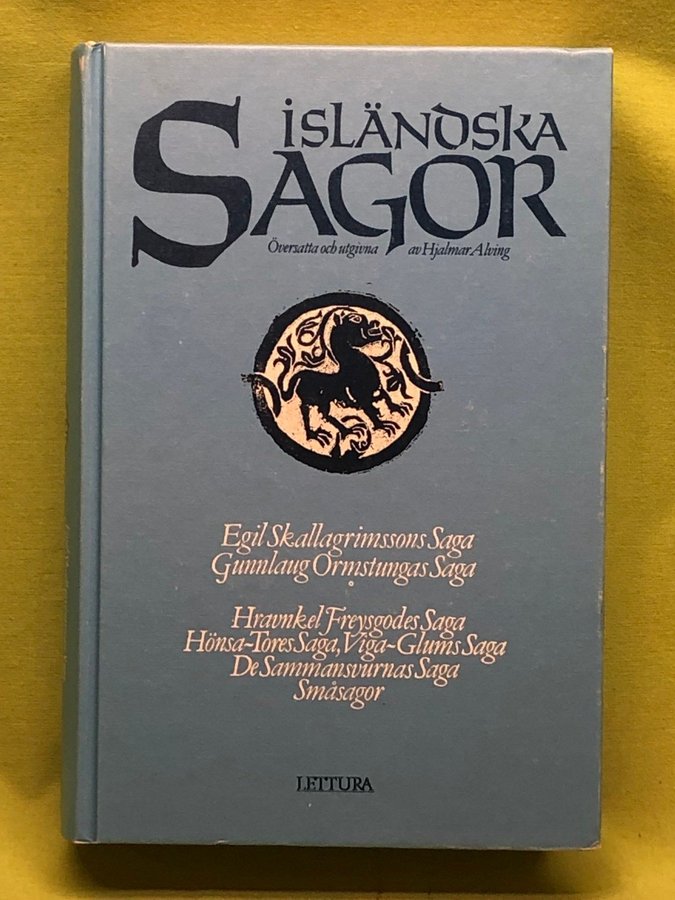 ISLÄNDSKA
SAGOR
Översatta och utgivna av Hjalmar Alving
Egil Skallagrimssons Saga
Gunnlaug Ormstungas Saga
Hravnkel Freysgodes Saga
Hönsa-Tores Saga, Viga-Glums Saga
De Sammansvurnas Saga
Småsagor
LETTURA